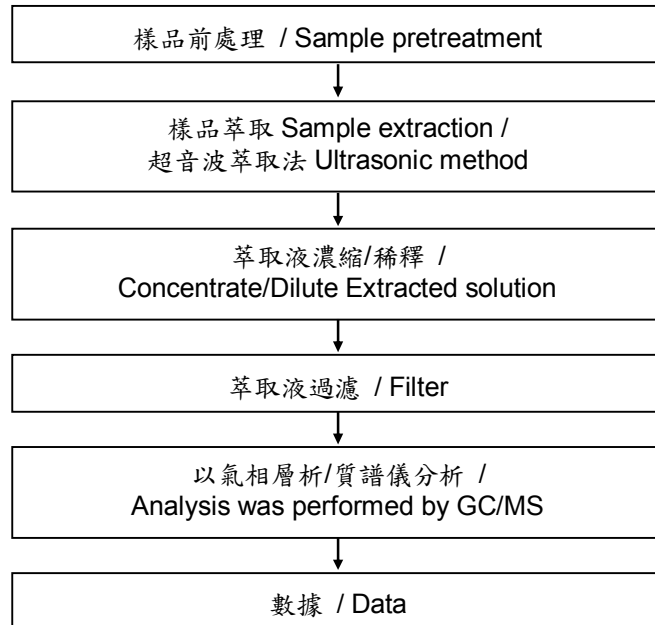 樣品前處理 / Sample pretreatment
樣品萃取 Sample extraction /
超音波萃取法 Ultrasonic method
萃取液濃縮/稀釋 /
Concentrate/Dilute Extracted solution
萃取液過濾 / Filter
以氣相層析/質譜儀分析 /
Analysis was performed by GC/MS
數據 / Data